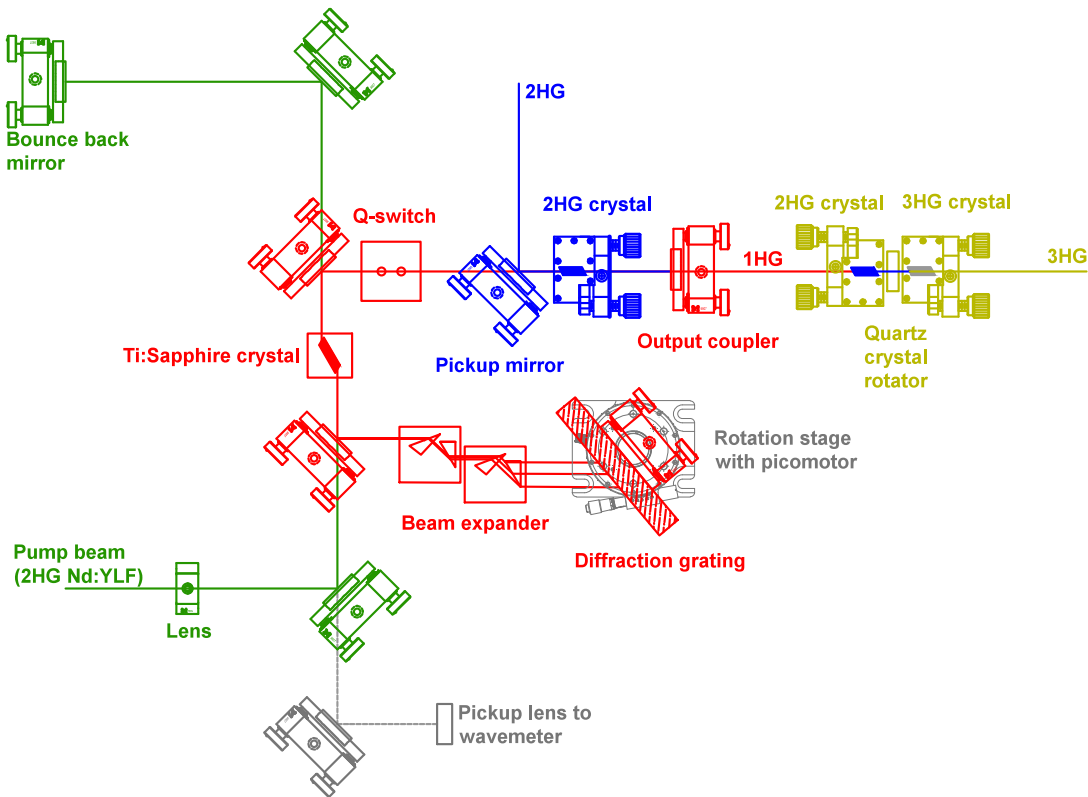 2HG
Bounce back
mirror
2HG crystal
2HG crystal
3HG crystal
Q-switch
1HG
3HG
Output coupler
Quartz
crystal
rotator
Ti:Sapphire crystal
Pickup mirror
Rotation stage
with picomotor
Beam expander
Pump beam
(2HG Nd:YLF)
Diffraction grating
Lens
Pickup lens to
wavemeter